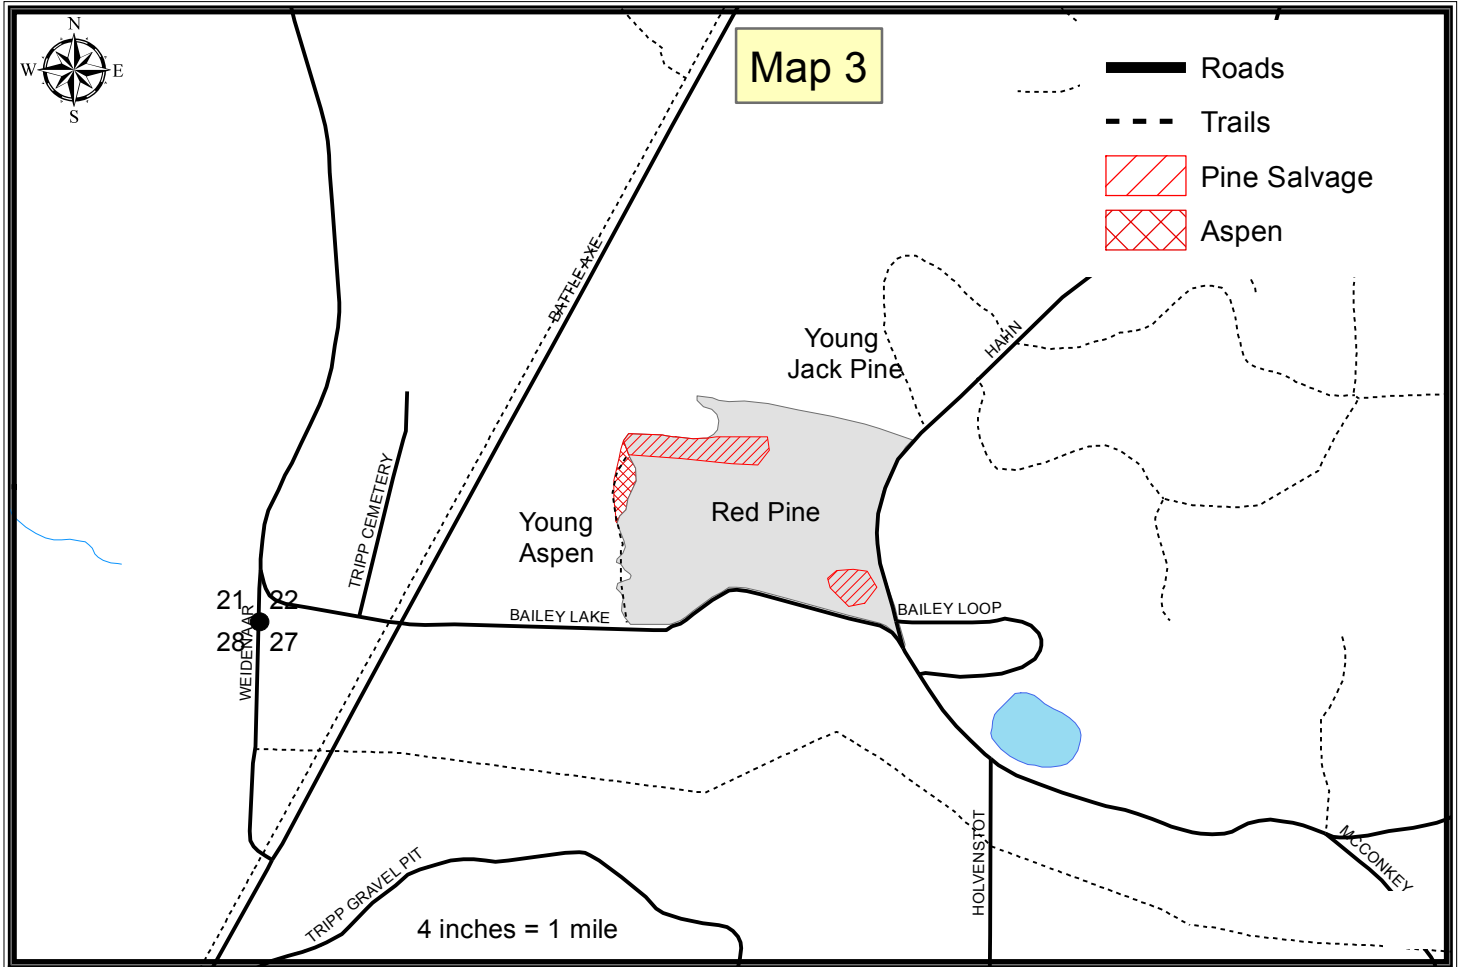 N
W E
S
Map 3
Roads
Trails
Pine Salvage
Aspen
BATTLE AXE
Young
Jack Pine
HAHN
TRIPP CEMETERY
Young
Aspen
Red Pine
21 22
28 27
WEIDENAAR
BAILEY LAKE
BAILEY LOOP
HOLVENSTOT
MCCONKEY
TRIPP GRAVEL PIT
4 inches = 1 mile